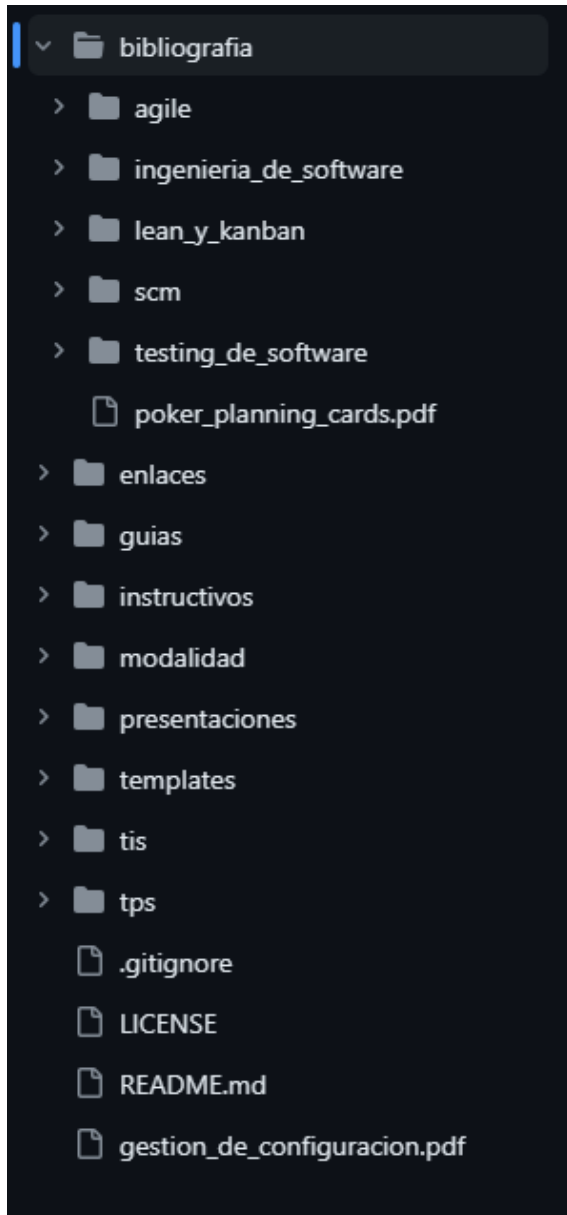 bibliografia
agile
ingenieria_de_software
lean_y_kanban
scm
testing_de_software
poker_planning_cards.pdf
enlaces
guias
instructivos
modalidad
presentaciones
templates
tis
tps
.gitignore
LICENSE
README.md
gestion_de_configuracion.pdf